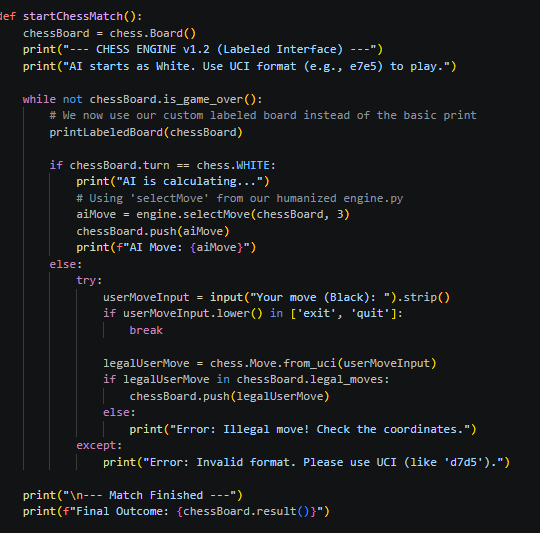 def startChessMatch():
    chessBoard = chess.Board()
    print("--- CHESS ENGINE v1.2 (Labeled Interface) ---")
    print("AI starts as White. Use UCI format (e.g., e7e5) to play.")

    while not chessBoard.is_game_over():
        # We now use our custom labeled board instead of the basic print
        printLabeledBoard(chessBoard)

        if chessBoard.turn == chess.WHITE:
            print("AI is calculating...")
            # Using 'selectMove' from our humanized engine.py
            aiMove = engine.selectMove(chessBoard, 3)
            chessBoard.push(aiMove)
            print(f"AI Move: {aiMove}")
        else:
            try:
                userMoveInput = input("Your move (Black): ").strip()
                if userMoveInput.lower() in ['exit', 'quit']:
                    break

                legalUserMove = chess.Move.from_uci(userMoveInput)
                if legalUserMove in chessBoard.legal_moves:
                    chessBoard.push(legalUserMove)
                else:
                    print("Error: Illegal move! Check the coordinates.")
            except:
                print("Error: Invalid format. Please use UCI (like 'd7d5').")

    print("\n--- Match Finished ---")
    print(f"Final Outcome: {chessBoard.result()}")